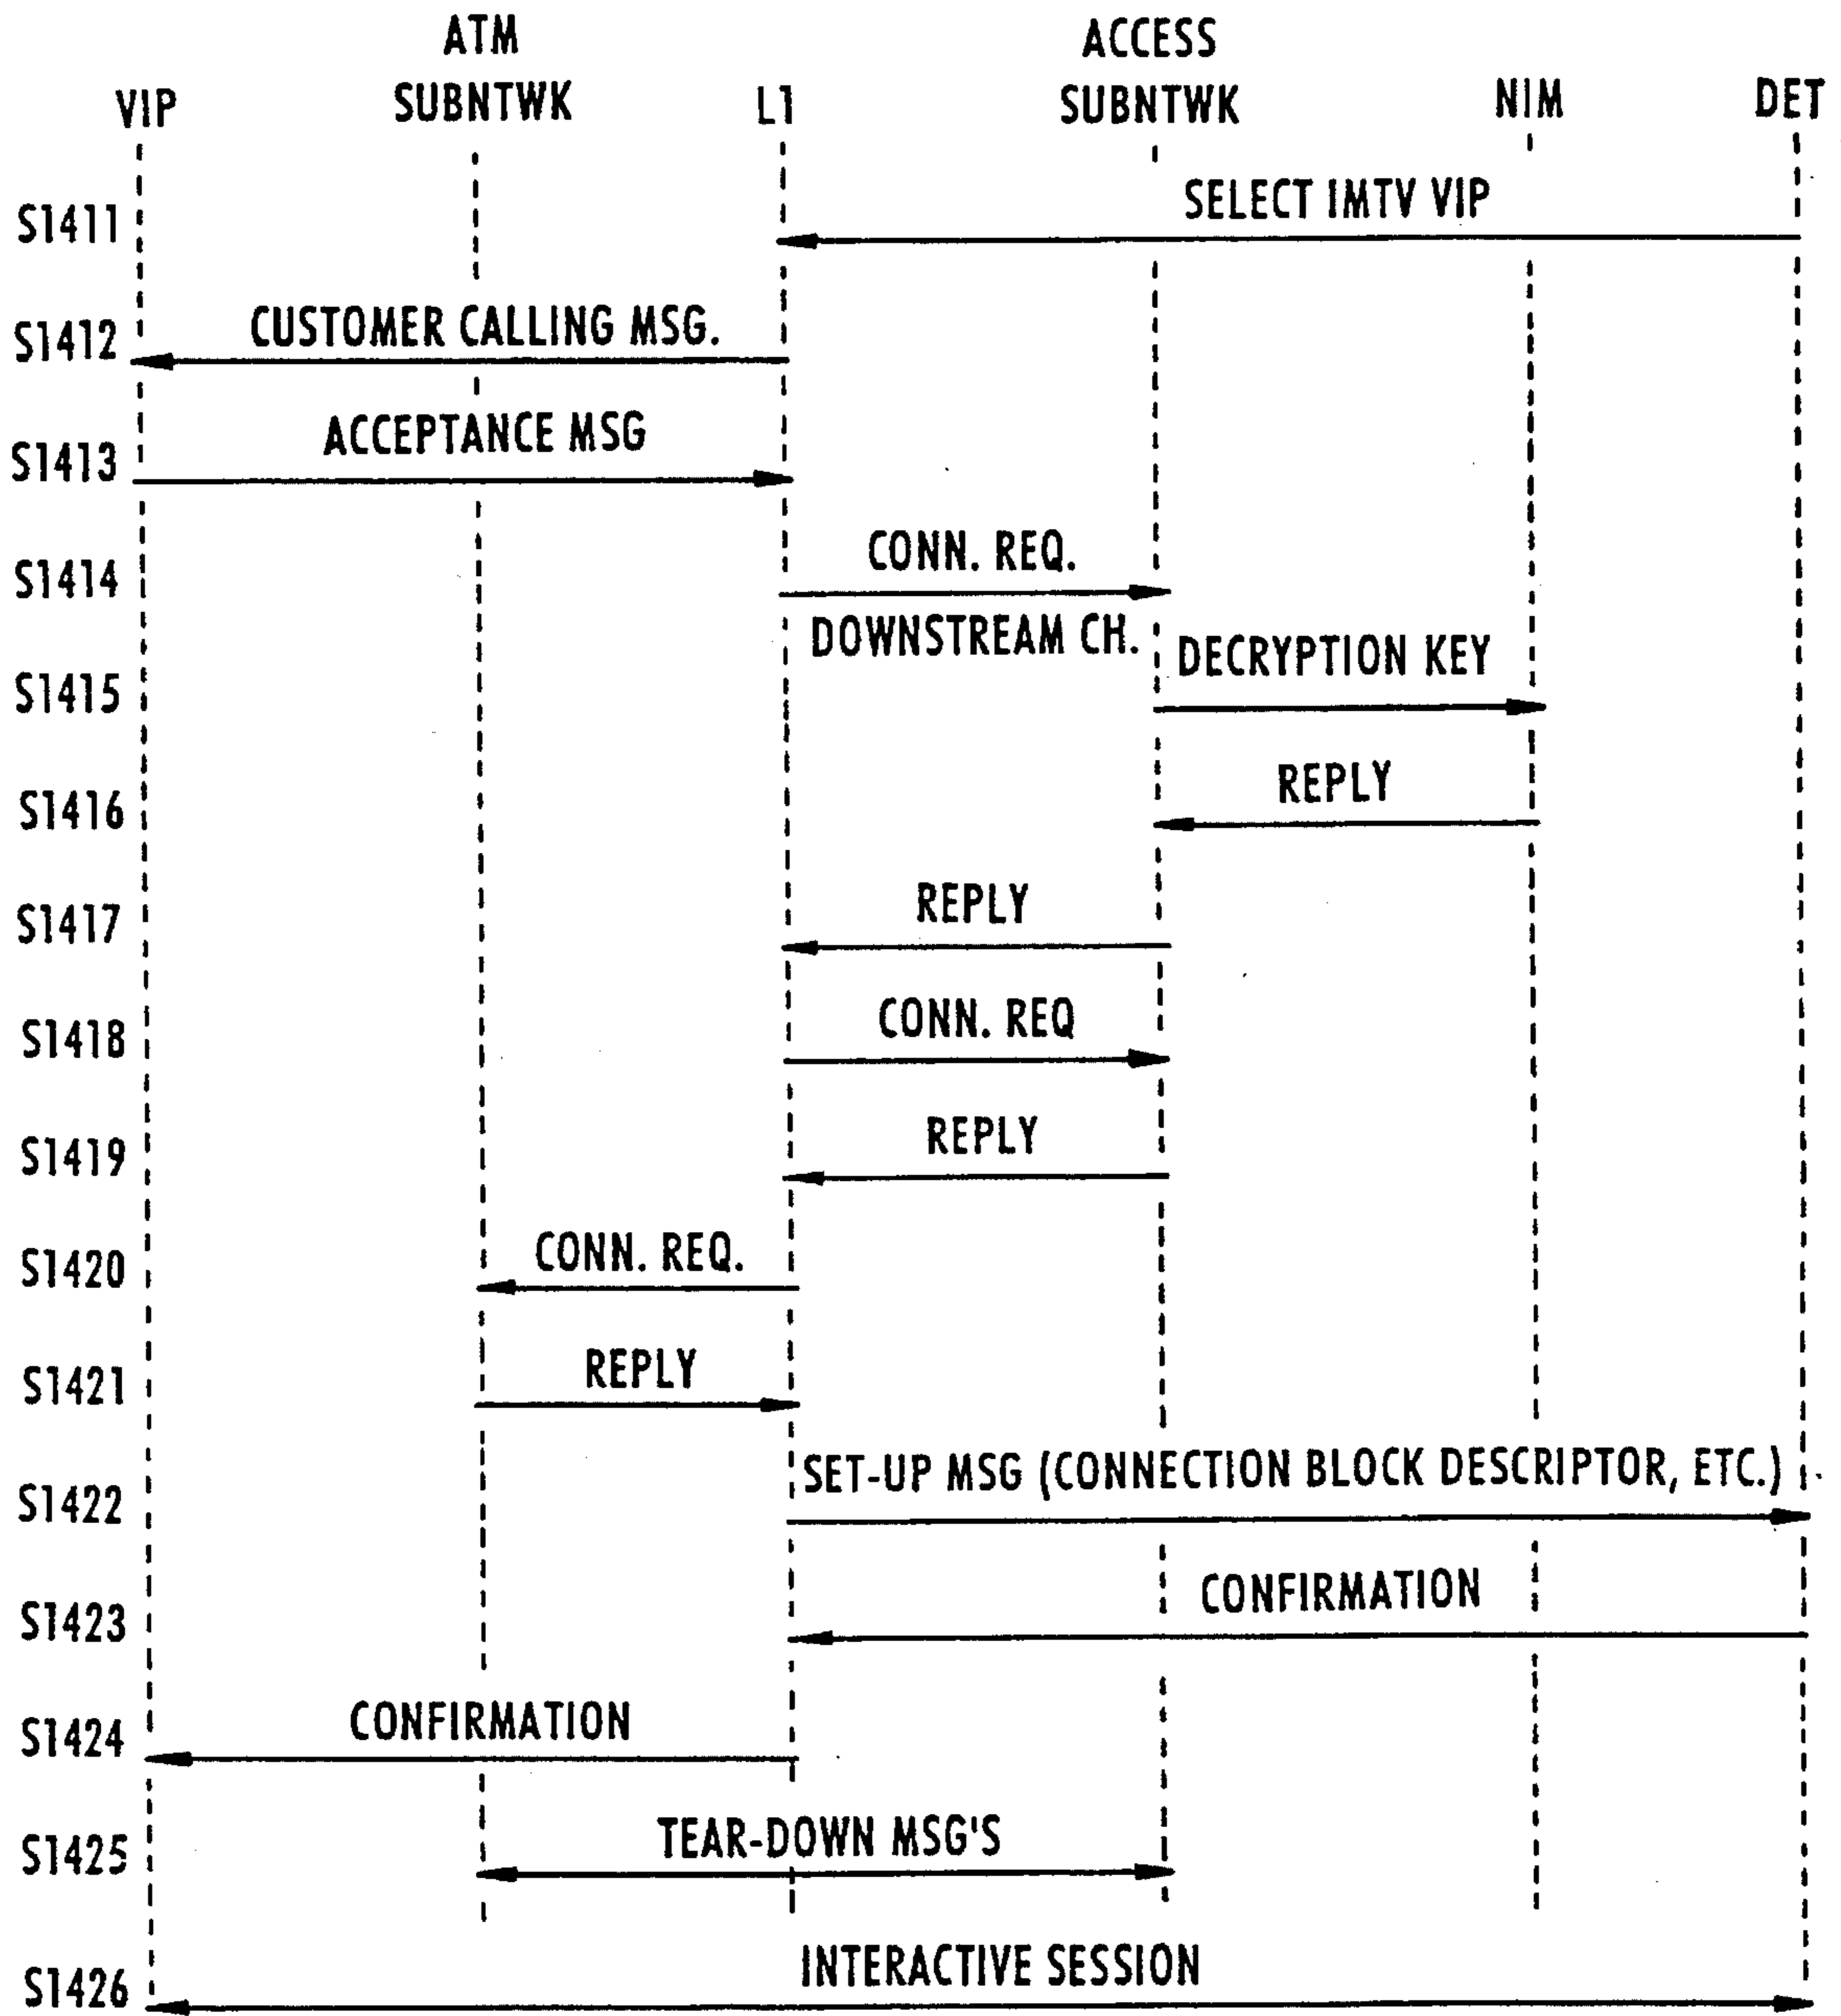 VIP
ATM
SUBNTWK
L1
ACCESS
SUBNTWK
NIM
DET
S1411
SELECT IMTV VIP
S1412
CUSTOMER CALLING MSG.
S1413
ACCEPTANCE MSG
S1414
CONN. REQ.
DOWNSTREAM CH.
S1415
DECRYPTION KEY
S1416
REPLY
S1417
REPLY
S1418
CONN. REQ
S1419
REPLY
S1420
CONN. REQ.
S1421
REPLY
S1422
SET-UP MSG (CONNECTION BLOCK DESCRIPTOR, ETC.)
S1423
CONFIRMATION
S1424
CONFIRMATION
S1425
TEAR-DOWN MSG'S
S1426
INTERACTIVE SESSION